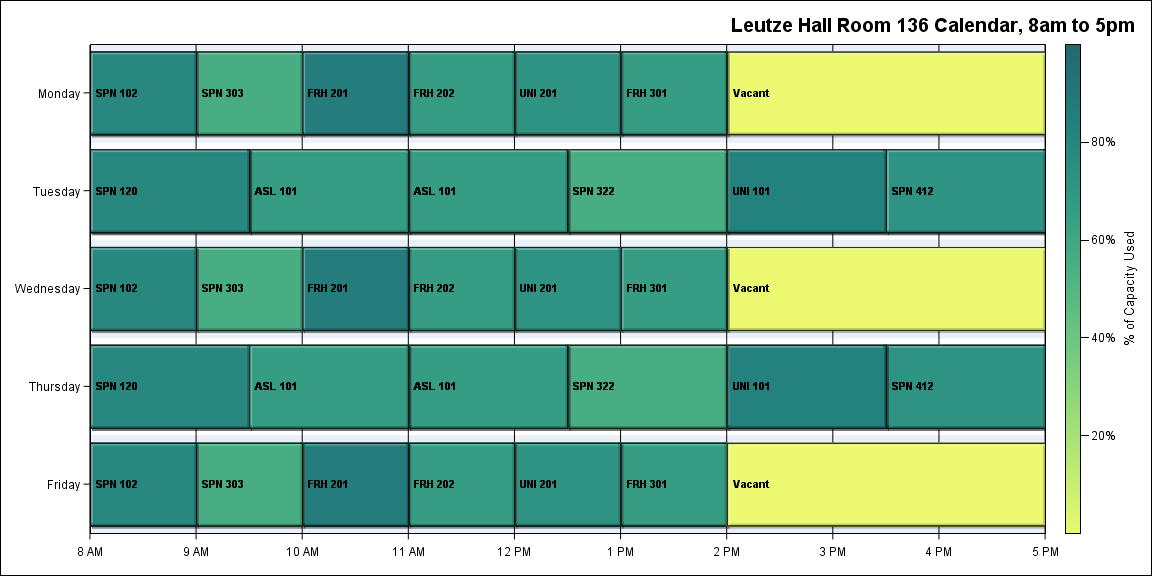 Leutze Hall Room 136 Calendar, 8am to 5pm
Monday
SPN 102
SPN 303
FRH 201
FRH 202
UNI 201
FRH 301
Vacant
Tuesday
SPN 120
ASL 101
ASL 101
SPN 322
UNI 101
SPN 412
Wednesday
SPN 102
SPN 303
FRH 201
FRH 202
UNI 201
FRH 301
Vacant
Thursday
SPN 120
ASL 101
ASL 101
SPN 322
UNI 101
SPN 412
Friday
SPN 102
SPN 303
FRH 201
FRH 202
UNI 201
FRH 301
Vacant
8 AM
9 AM
10 AM
11 AM
12 PM
1 PM
2 PM
3 PM
4 PM
5 PM
80%
60%
40%
20%
% of Capacity Used